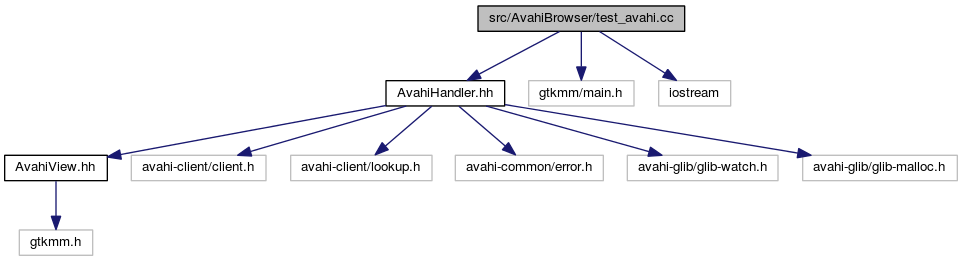 src/AvahiBrowser/test_avahi.cc
AvahiHandler.hh
gtkmm/main.h
iostream
AvahiView.hh
avahi-client/client.h
avahi-client/lookup.h
avahi-common/error.h
avahi-glib/glib-watch.h
avahi-glib/glib-malloc.h
gtkmm.h